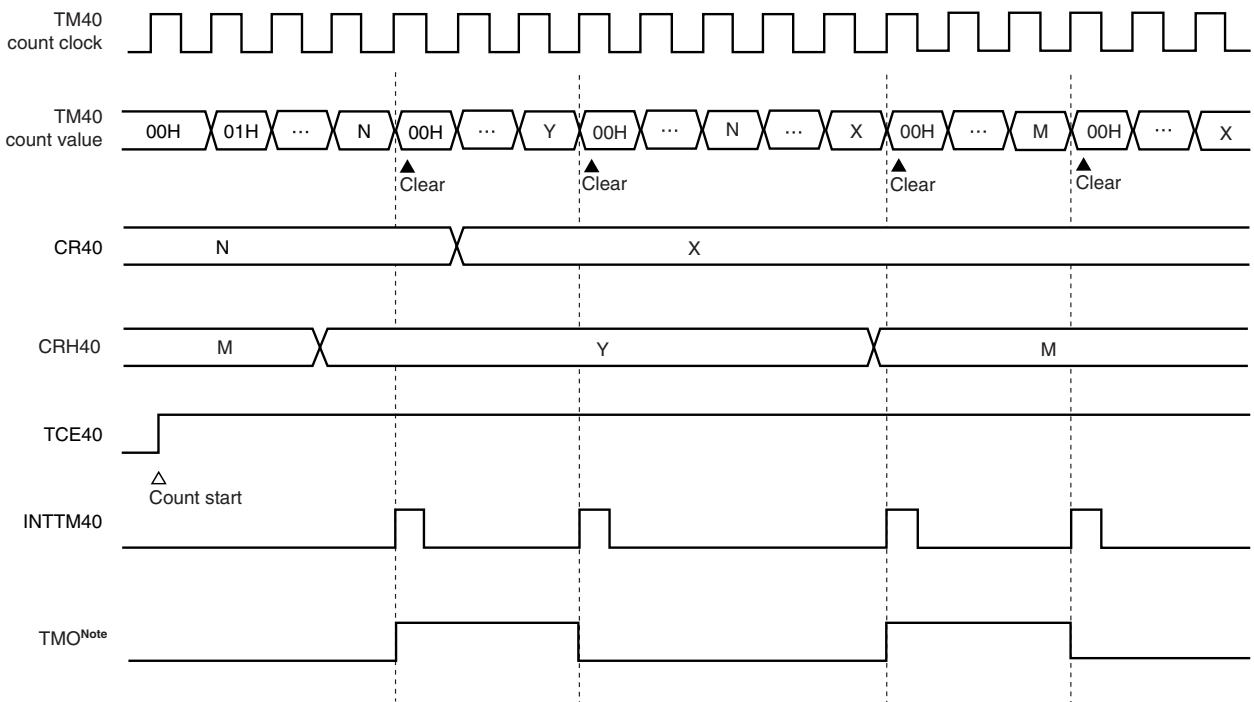 TM40
count clock
TM40
count value
00H 01H ... N 00H ... Y 00H ... N ... X 00H ... M 00H ... X
Clear Clear Clear Clear
CR40
N X
CRH40
M Y M
TCE40
Count start
INTTM40
TMONote